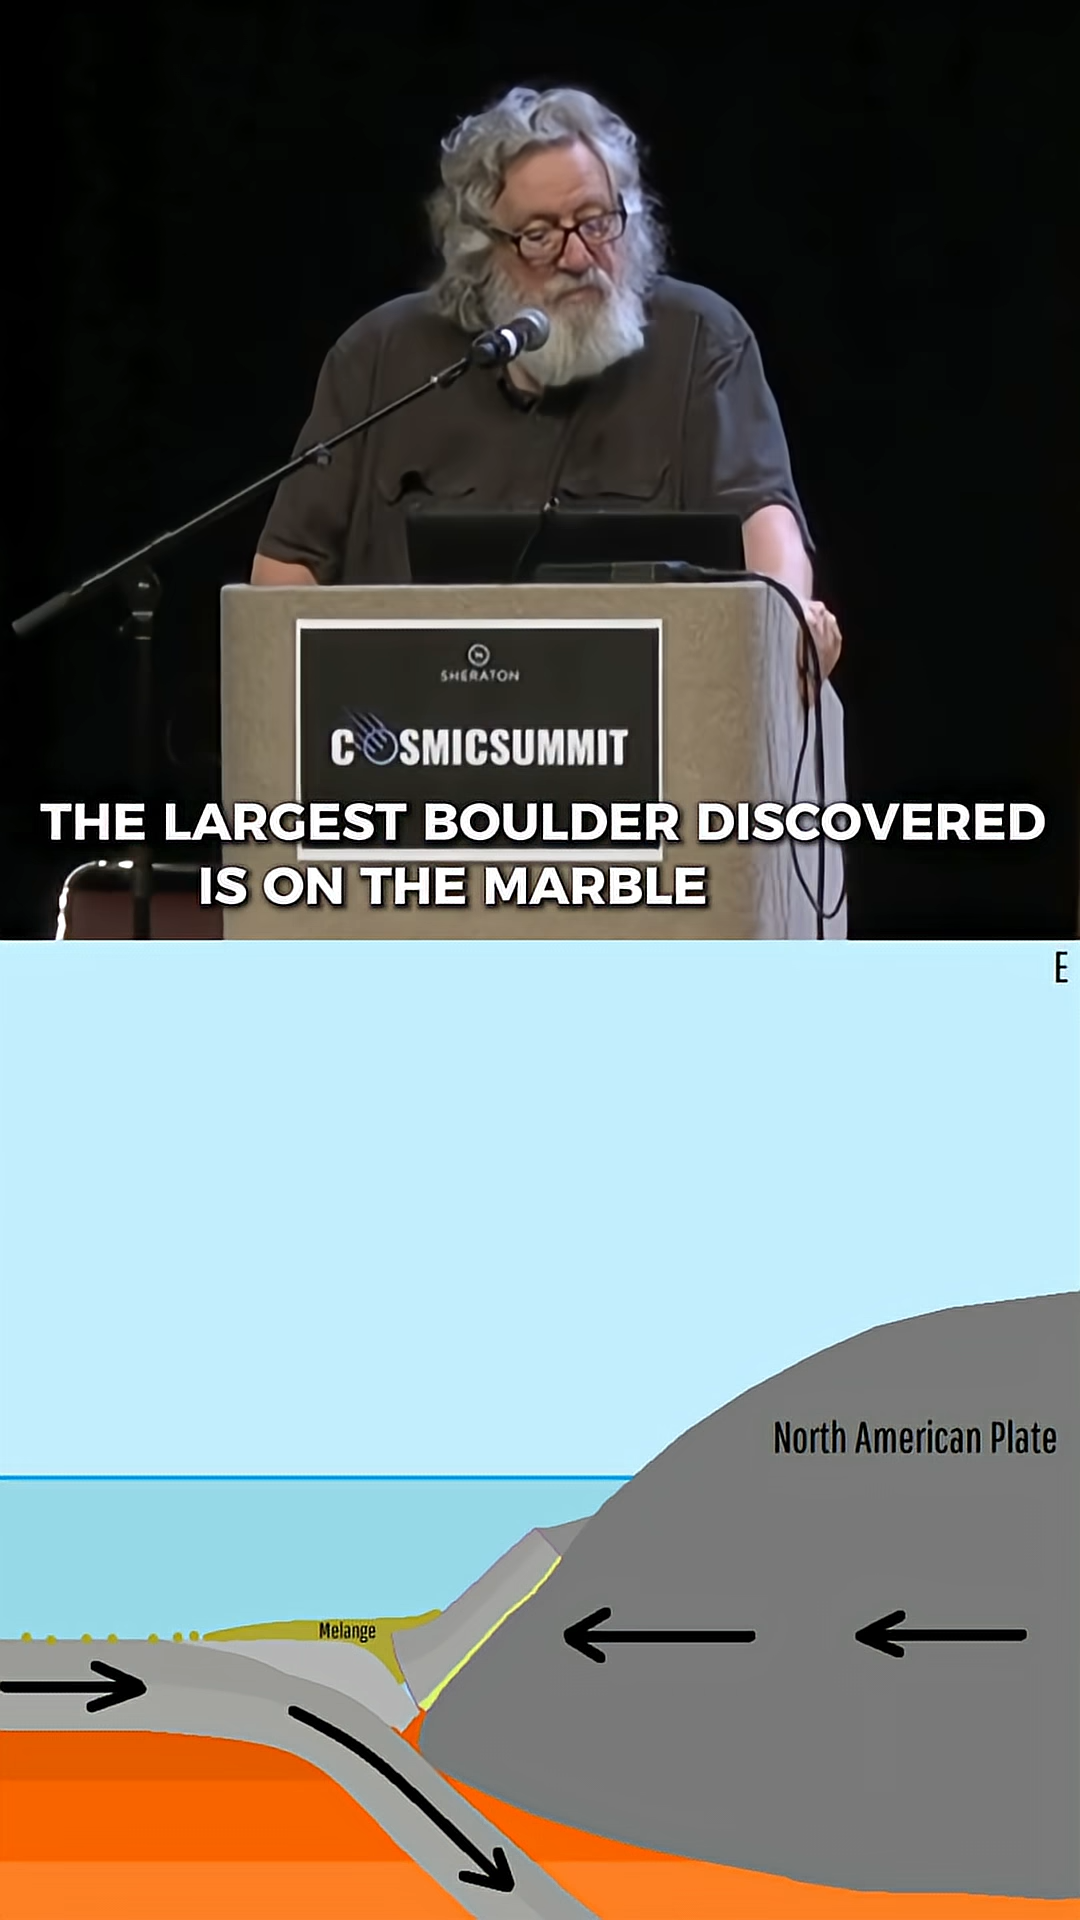 SHERATON
COSMICSUMMIT
THE LARGEST BOULDER DISCOVERED
IS ON THE MARBLE
E
North American Plate
Melange